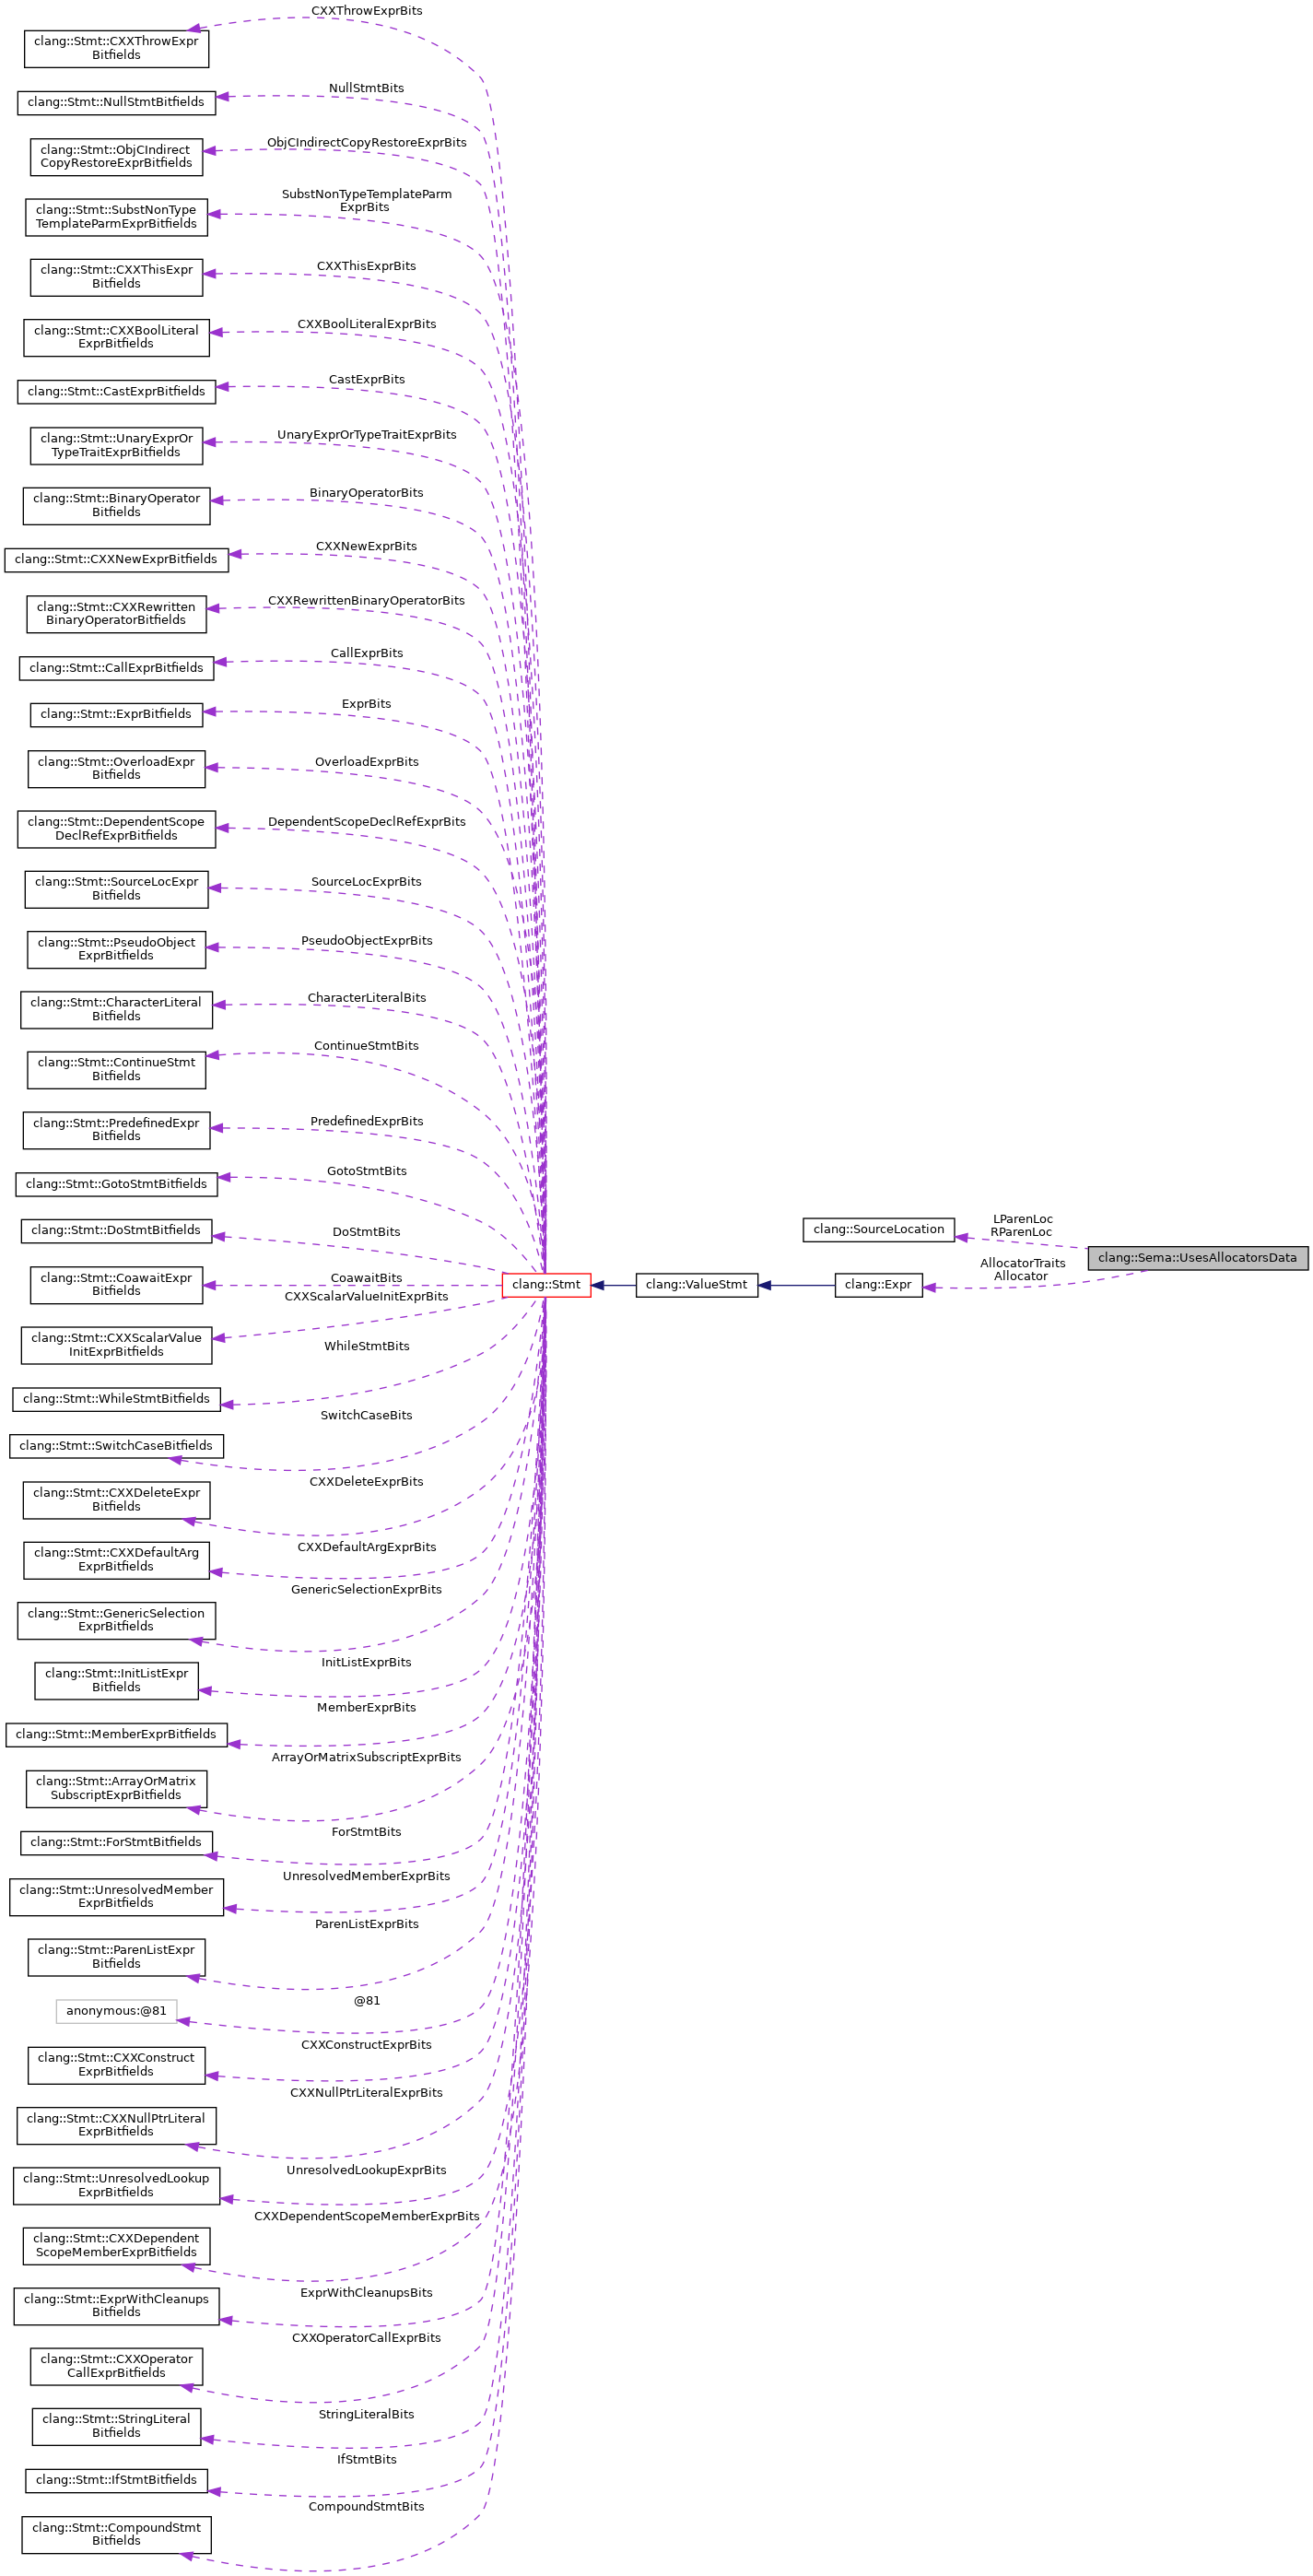 CXXThrowExprBits
clang::Stmt::CXXThrowExpr
Bitfields
NullStmtBits
clang::Stmt::NullStmtBitfields
ObjCIndirectCopyRestoreExprBits
clang::Stmt::ObjCIndirect
CopyRestoreExprBitfields
SubstNonTypeTemplateParm
ExprBits
clang::Stmt::SubstNonType
TemplateParmExprBitfields
CXXThisExprBits
clang::Stmt::CXXThisExpr
Bitfields
CXXBoolLiteralExprBits
clang::Stmt::CXXBoolLiteral
ExprBitfields
CastExprBits
clang::Stmt::CastExprBitfields
UnaryExprOrTypeTraitExprBits
clang::Stmt::UnaryExprOr
TypeTraitExprBitfields
BinaryOperatorBits
clang::Stmt::BinaryOperator
Bitfields
CXXNewExprBits
clang::Stmt::CXXNewExprBitfields
CXXRewrittenBinaryOperatorBits
clang::Stmt::CXXRewritten
BinaryOperatorBitfields
CallExprBits
clang::Stmt::CallExprBitfields
ExprBits
clang::Stmt::ExprBitfields
OverloadExprBits
clang::Stmt::OverloadExpr
Bitfields
DependentScopeDeclRefExprBits
clang::Stmt::DependentScope
DeclRefExprBitfields
SourceLocExprBits
clang::Stmt::SourceLocExpr
Bitfields
PseudoObjectExprBits
clang::Stmt::PseudoObject
ExprBitfields
CharacterLiteralBits
clang::Stmt::CharacterLiteral
Bitfields
ContinueStmtBits
clang::Stmt::ContinueStmt
Bitfields
PredefinedExprBits
clang::Stmt::PredefinedExpr
Bitfields
GotoStmtBits
clang::Stmt::GotoStmtBitfields
DoStmtBits
clang::Stmt::DoStmtBitfields
LParenLoc
RParenLoc
clang::SourceLocation
clang::Sema::UsesAllocatorsData
AllocatorTraits
Allocator
CoawaitBits
clang::Stmt::CoawaitExpr
Bitfields
clang::Stmt
clang::ValueStmt
clang::Expr
CXXScalarValueInitExprBits
clang::Stmt::CXXScalarValue
InitExprBitfields
WhileStmtBits
clang::Stmt::WhileStmtBitfields
SwitchCaseBits
clang::Stmt::SwitchCaseBitfields
CXXDeleteExprBits
clang::Stmt::CXXDeleteExpr
Bitfields
CXXDefaultArgExprBits
clang::Stmt::CXXDefaultArg
ExprBitfields
GenericSelectionExprBits
clang::Stmt::GenericSelection
ExprBitfields
InitListExprBits
clang::Stmt::InitListExpr
Bitfields
MemberExprBits
clang::Stmt::MemberExprBitfields
ArrayOrMatrixSubscriptExprBits
clang::Stmt::ArrayOrMatrix
SubscriptExprBitfields
ForStmtBits
clang::Stmt::ForStmtBitfields
UnresolvedMemberExprBits
clang::Stmt::UnresolvedMember
ExprBitfields
ParenListExprBits
clang::Stmt::ParenListExpr
Bitfields
@81
anonymous:@81
CXXConstructExprBits
clang::Stmt::CXXConstruct
ExprBitfields
CXXNullPtrLiteralExprBits
clang::Stmt::CXXNullPtrLiteral
ExprBitfields
UnresolvedLookupExprBits
clang::Stmt::UnresolvedLookup
ExprBitfields
CXXDependentScopeMemberExprBits
clang::Stmt::CXXDependent
ScopeMemberExprBitfields
ExprWithCleanupsBits
clang::Stmt::ExprWithCleanups
Bitfields
CXXOperatorCallExprBits
clang::Stmt::CXXOperator
CallExprBitfields
StringLiteralBits
clang::Stmt::StringLiteral
Bitfields
IfStmtBits
clang::Stmt::IfStmtBitfields
CompoundStmtBits
clang::Stmt::CompoundStmt
Bitfields